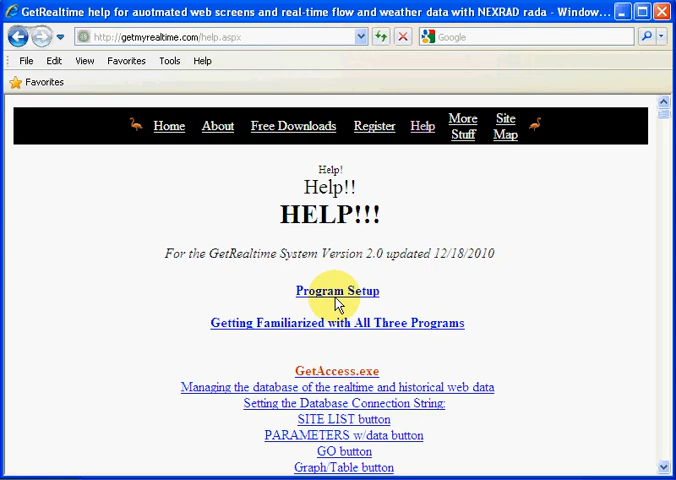 GetRealtime help for auotmated web screens and real-time flow and weather data with NEXRAD rada - Window...
http://getmyrealtime.com/help.aspx
Google
File Edit View Favorites Tools Help
Favorites
Home About Free Downloads Register Help More Stuff Site Map
Help!
Help!!
HELP!!!
For the GetRealtime System Version 2.0 updated 12/18/2010
Program Setup
Getting Familiarized with All Three Programs
GetAccess.exe
Managing the database of the realtime and historical web data
Setting the Database Connection String:
SITE LIST button
PARAMETERS w/data button
GO button
Graph/Table button